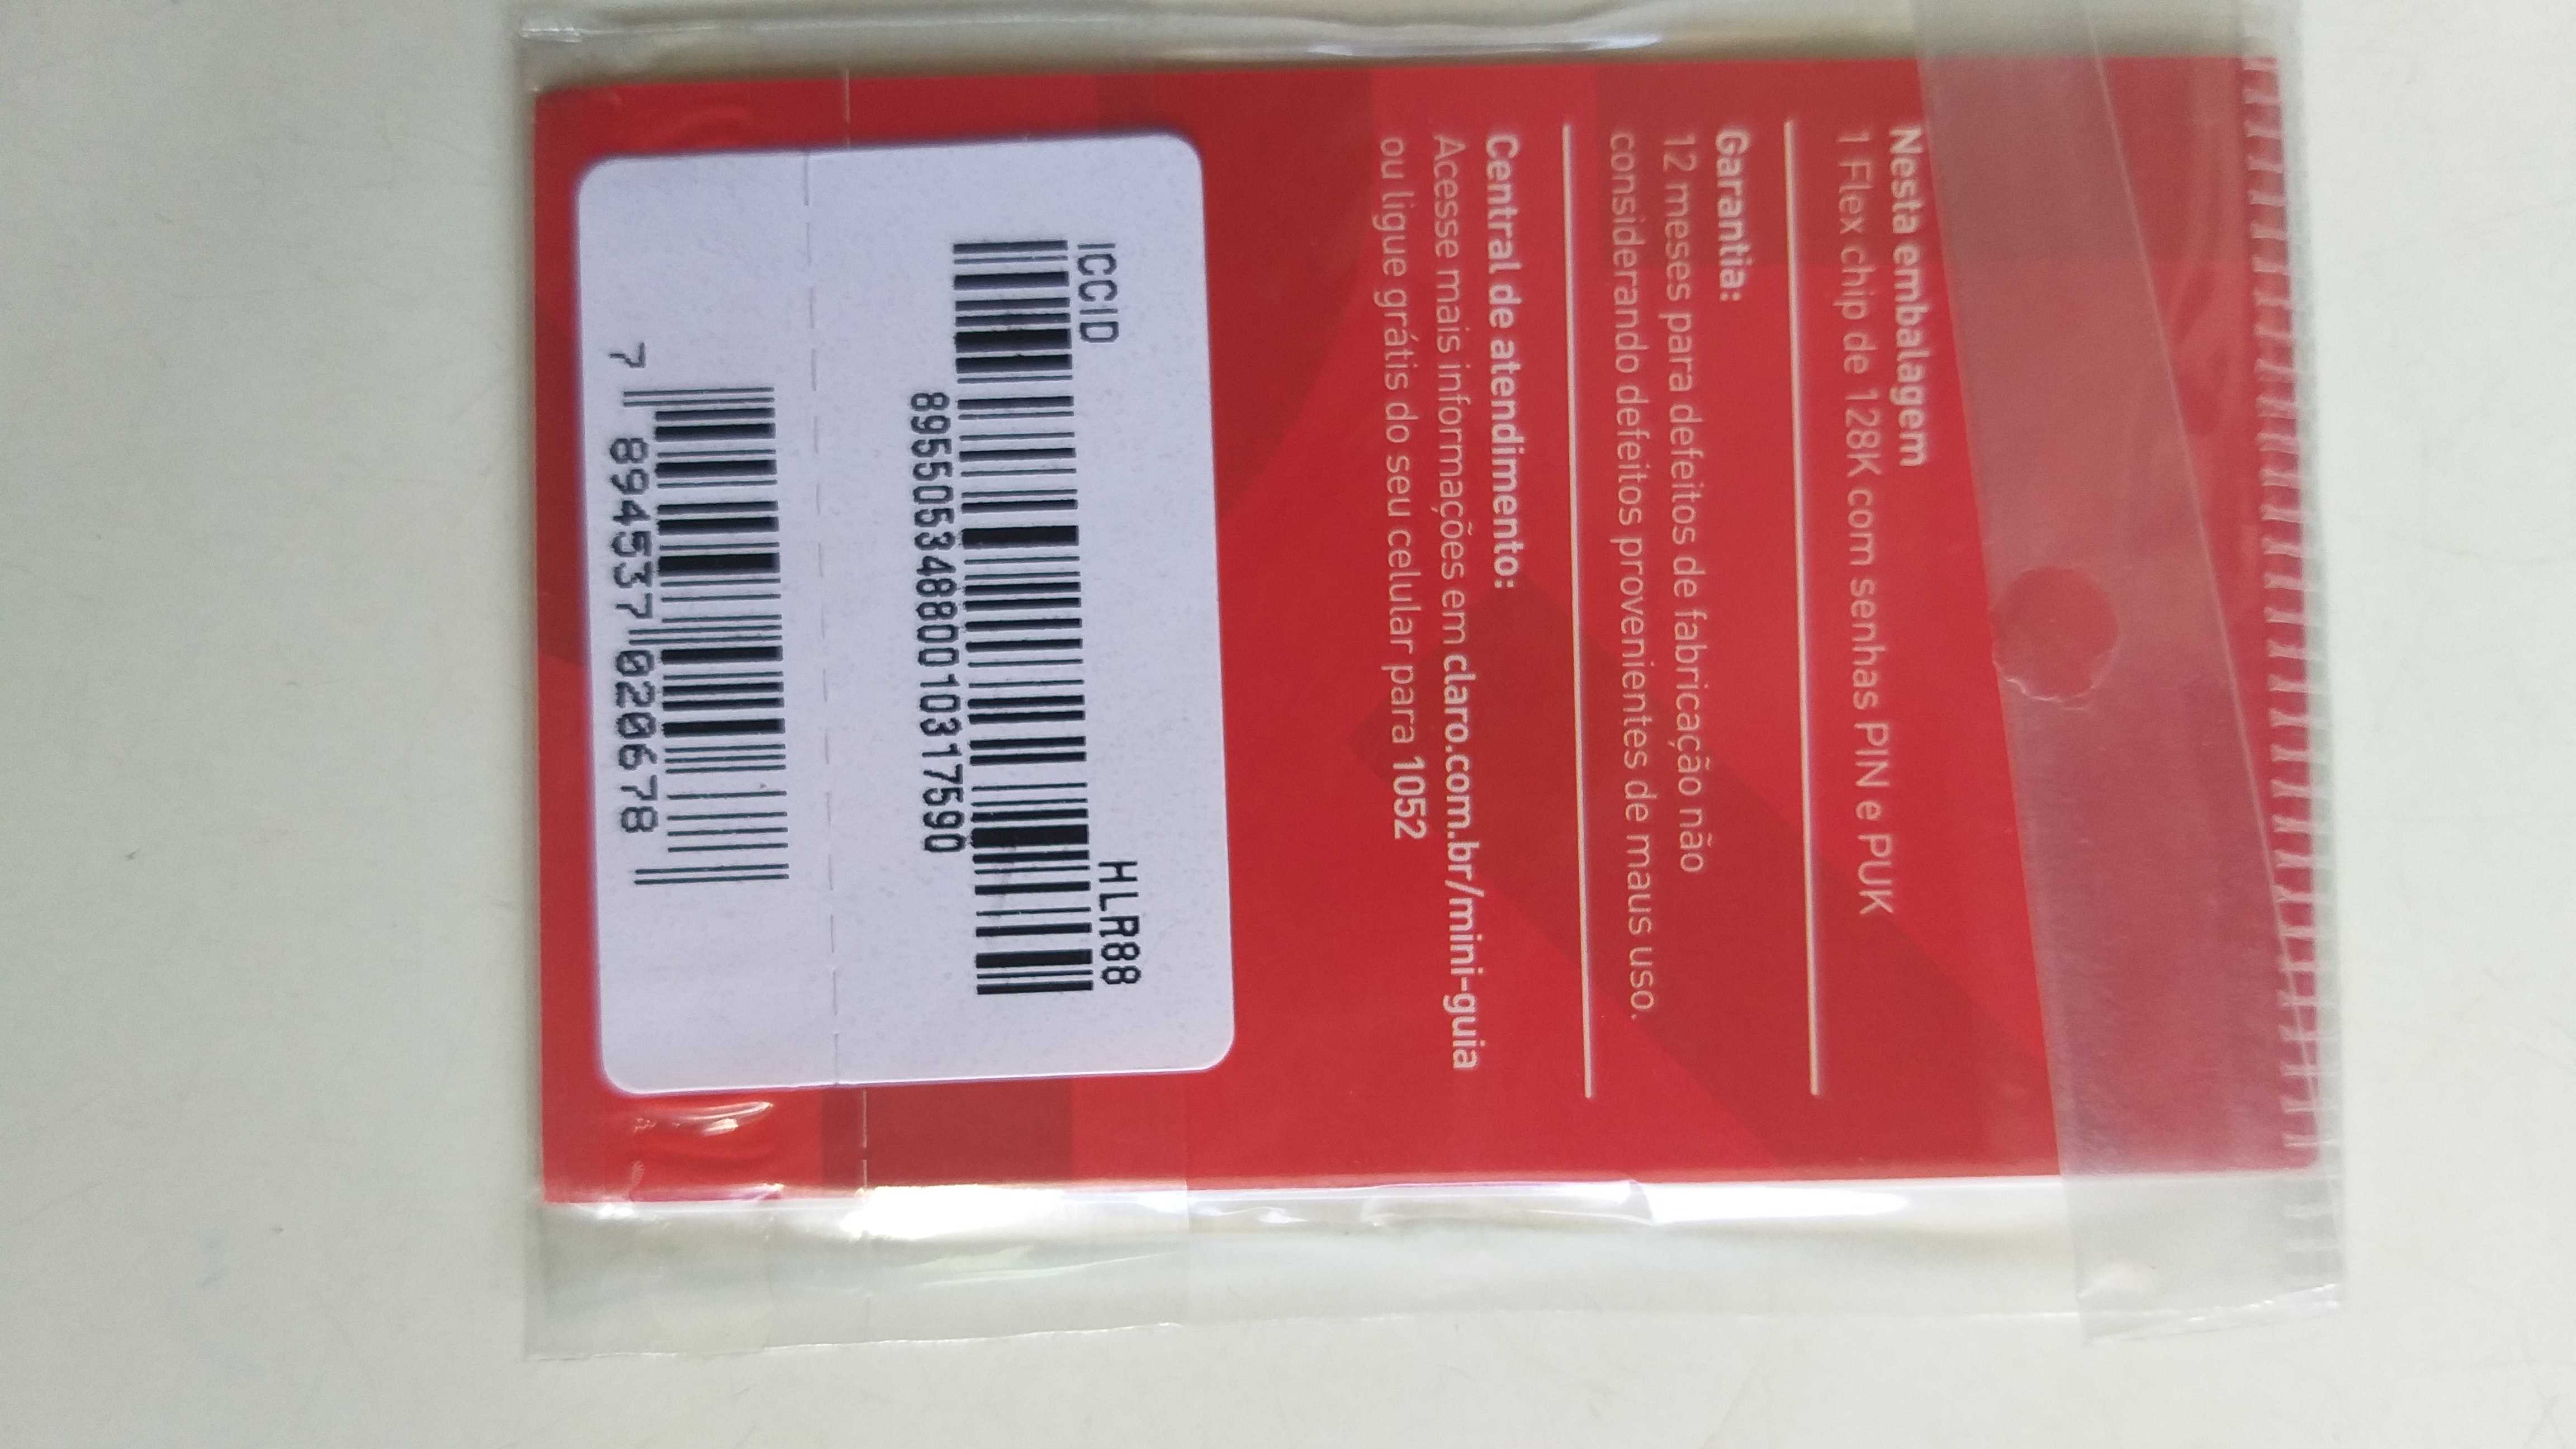 Nesta embalagem
1 Flex chip de 128K com senhas PIN e PUK
Garantia:
12 meses para defeitos de fabricação não
considerando defeitos provenientes de maus uso.
Central de atendimento:
Acesse mais informações em claro.com.br/mini-guia
ou ligue grátis do seu celular para 1052
ICCID HLR88
89550534880010317590
7 894537 020678